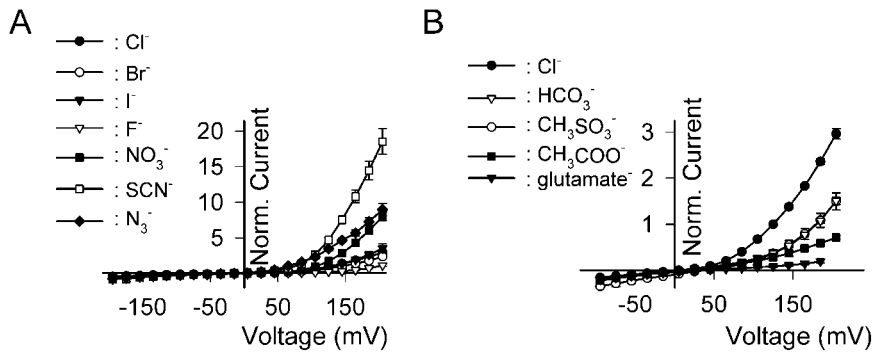 A
: Cl⁻
: Br⁻
: I⁻
: F⁻
: NO₃⁻
: SCN⁻
: N₃⁻
20
15
10
5
Norm. Current
-150
-50
50
150
Voltage (mV)
B
: Cl⁻
: HCO₃⁻
: CH₃SO₃⁻
: CH₃COO⁻
: glutamate⁻
3
2
1
Norm. Current
-50
50
150
Voltage (mV)